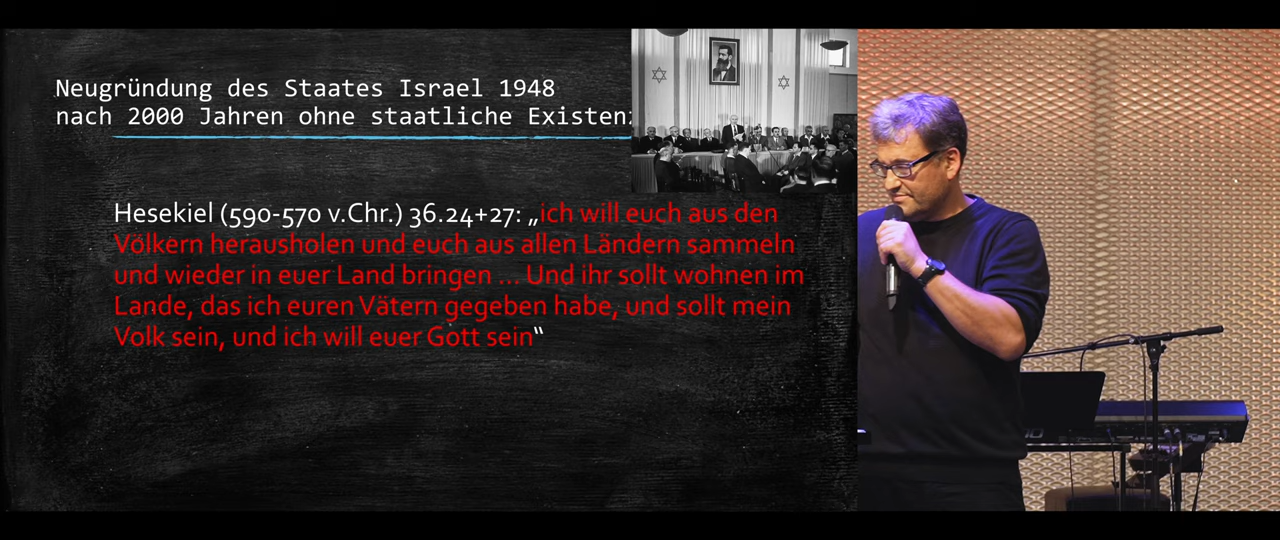 Neugründung des Staates Israel 1948
nach 2000 Jahren ohne staatliche Existenz
Hesekiel (590-570 v.Chr.) 36.24+27: „ich will euch aus den
Völkern herausholen und euch aus allen Ländern sammeln
und wieder in euer Land bringen ... Und ihr sollt wohnen im
Lande, das ich euren Vätern gegeben habe, und sollt mein
Volk sein, und ich will euer Gott sein“